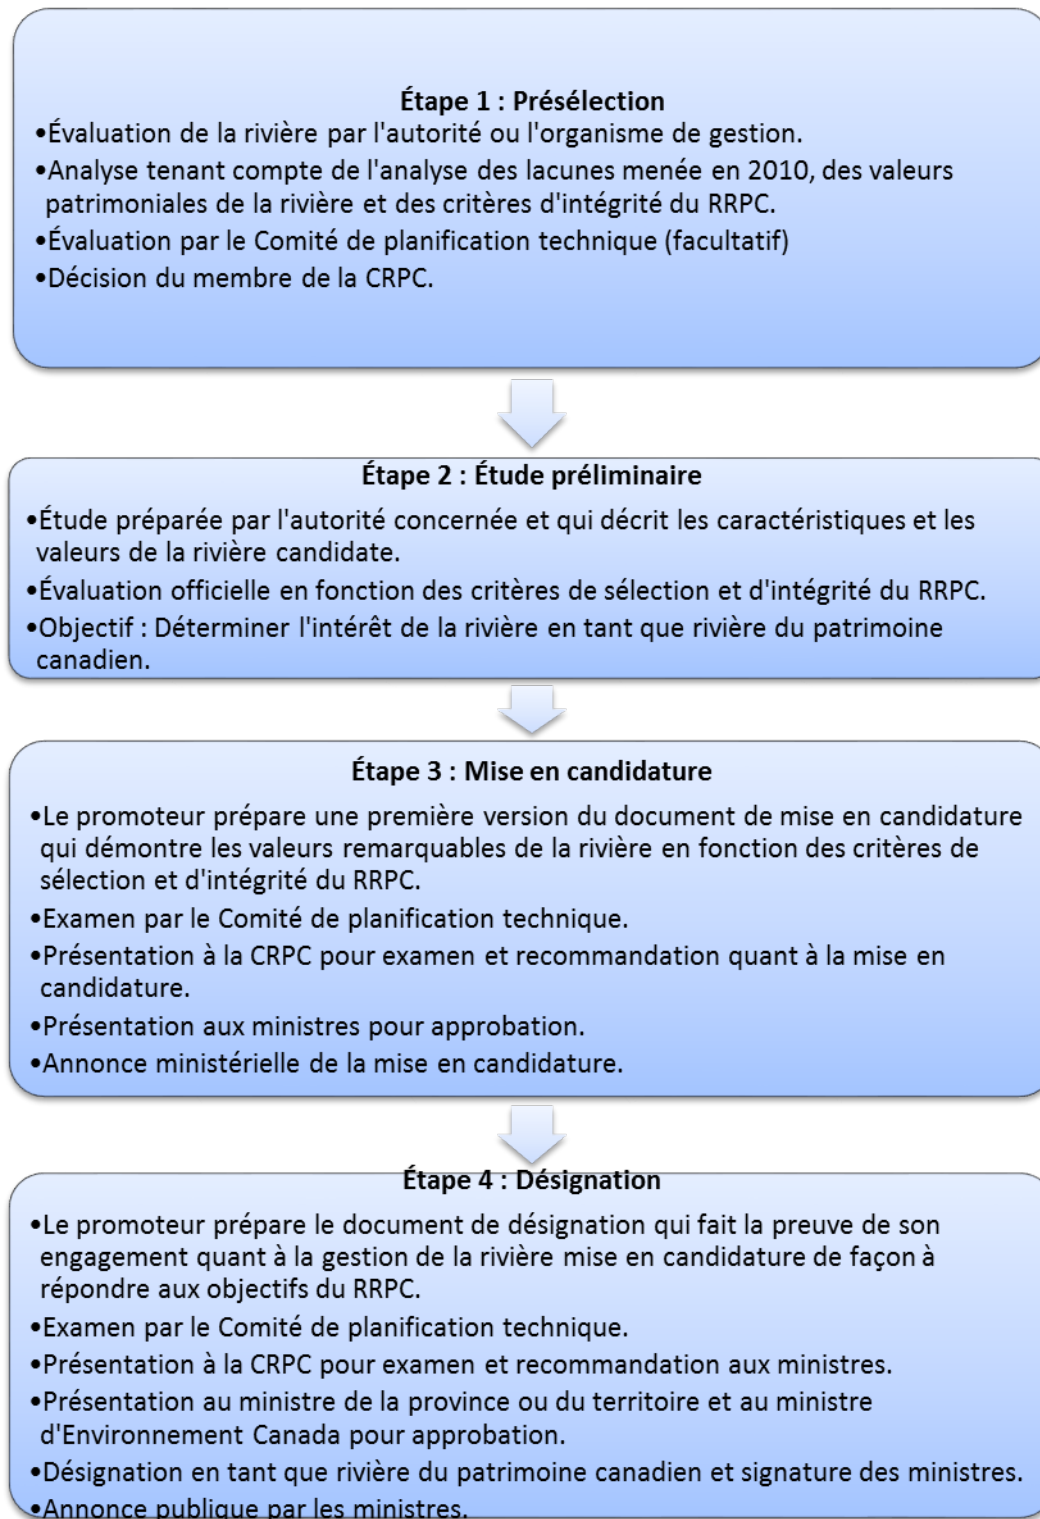 Étape 1 : Présélection
•Évaluation de la rivière par l'autorité ou l'organisme de gestion.
•Analyse tenant compte de l'analyse des lacunes menée en 2010, des valeurs
patrimoniales de la rivière et des critères d'intégrité du RRPC.
•Évaluation par le Comité de planification technique (facultatif)
•Décision du membre de la CRPC.
Étape 2 : Étude préliminaire
•Étude préparée par l'autorité concernée et qui décrit les caractéristiques et les
valeurs de la rivière candidate.
•Évaluation officielle en fonction des critères de sélection et d'intégrité du RRPC.
•Objectif : Déterminer l'intérêt de la rivière en tant que rivière du patrimoine
canadien.
Étape 3 : Mise en candidature
•Le promoteur prépare une première version du document de mise en candidature
qui démontre les valeurs remarquables de la rivière en fonction des critères de
sélection et d'intégrité du RRPC.
•Examen par le Comité de planification technique.
•Présentation à la CRPC pour examen et recommandation quant à la mise en
candidature.
•Présentation aux ministres pour approbation.
•Annonce ministérielle de la mise en candidature.
Étape 4 : Désignation
•Le promoteur prépare le document de désignation qui fait la preuve de son
engagement quant à la gestion de la rivière mise en candidature de façon à
répondre aux objectifs du RRPC.
•Examen par le Comité de planification technique.
•Présentation à la CRPC pour examen et recommandation aux ministres.
•Présentation au ministre de la province ou du territoire et au ministre
d'Environnement Canada pour approbation.
•Désignation en tant que rivière du patrimoine canadien et signature des ministres.
•Annonce publique par les ministres.